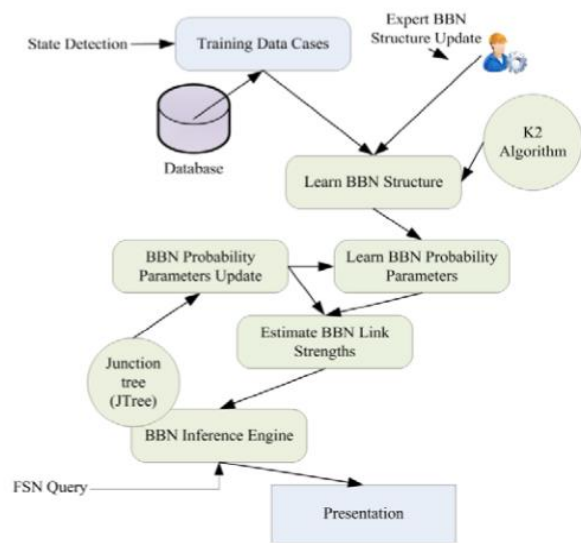 State Detection
Training Data Cases
Expert BBN
Structure Update
Database
K2
Algorithm
Learn BBN Structure
BBN Probability
Parameters Update
Learn BBN Probability
Parameters
Estimate BBN Link
Strengths
Junction
tree
(JTree)
BBN Inference Engine
FSN Query
Presentation